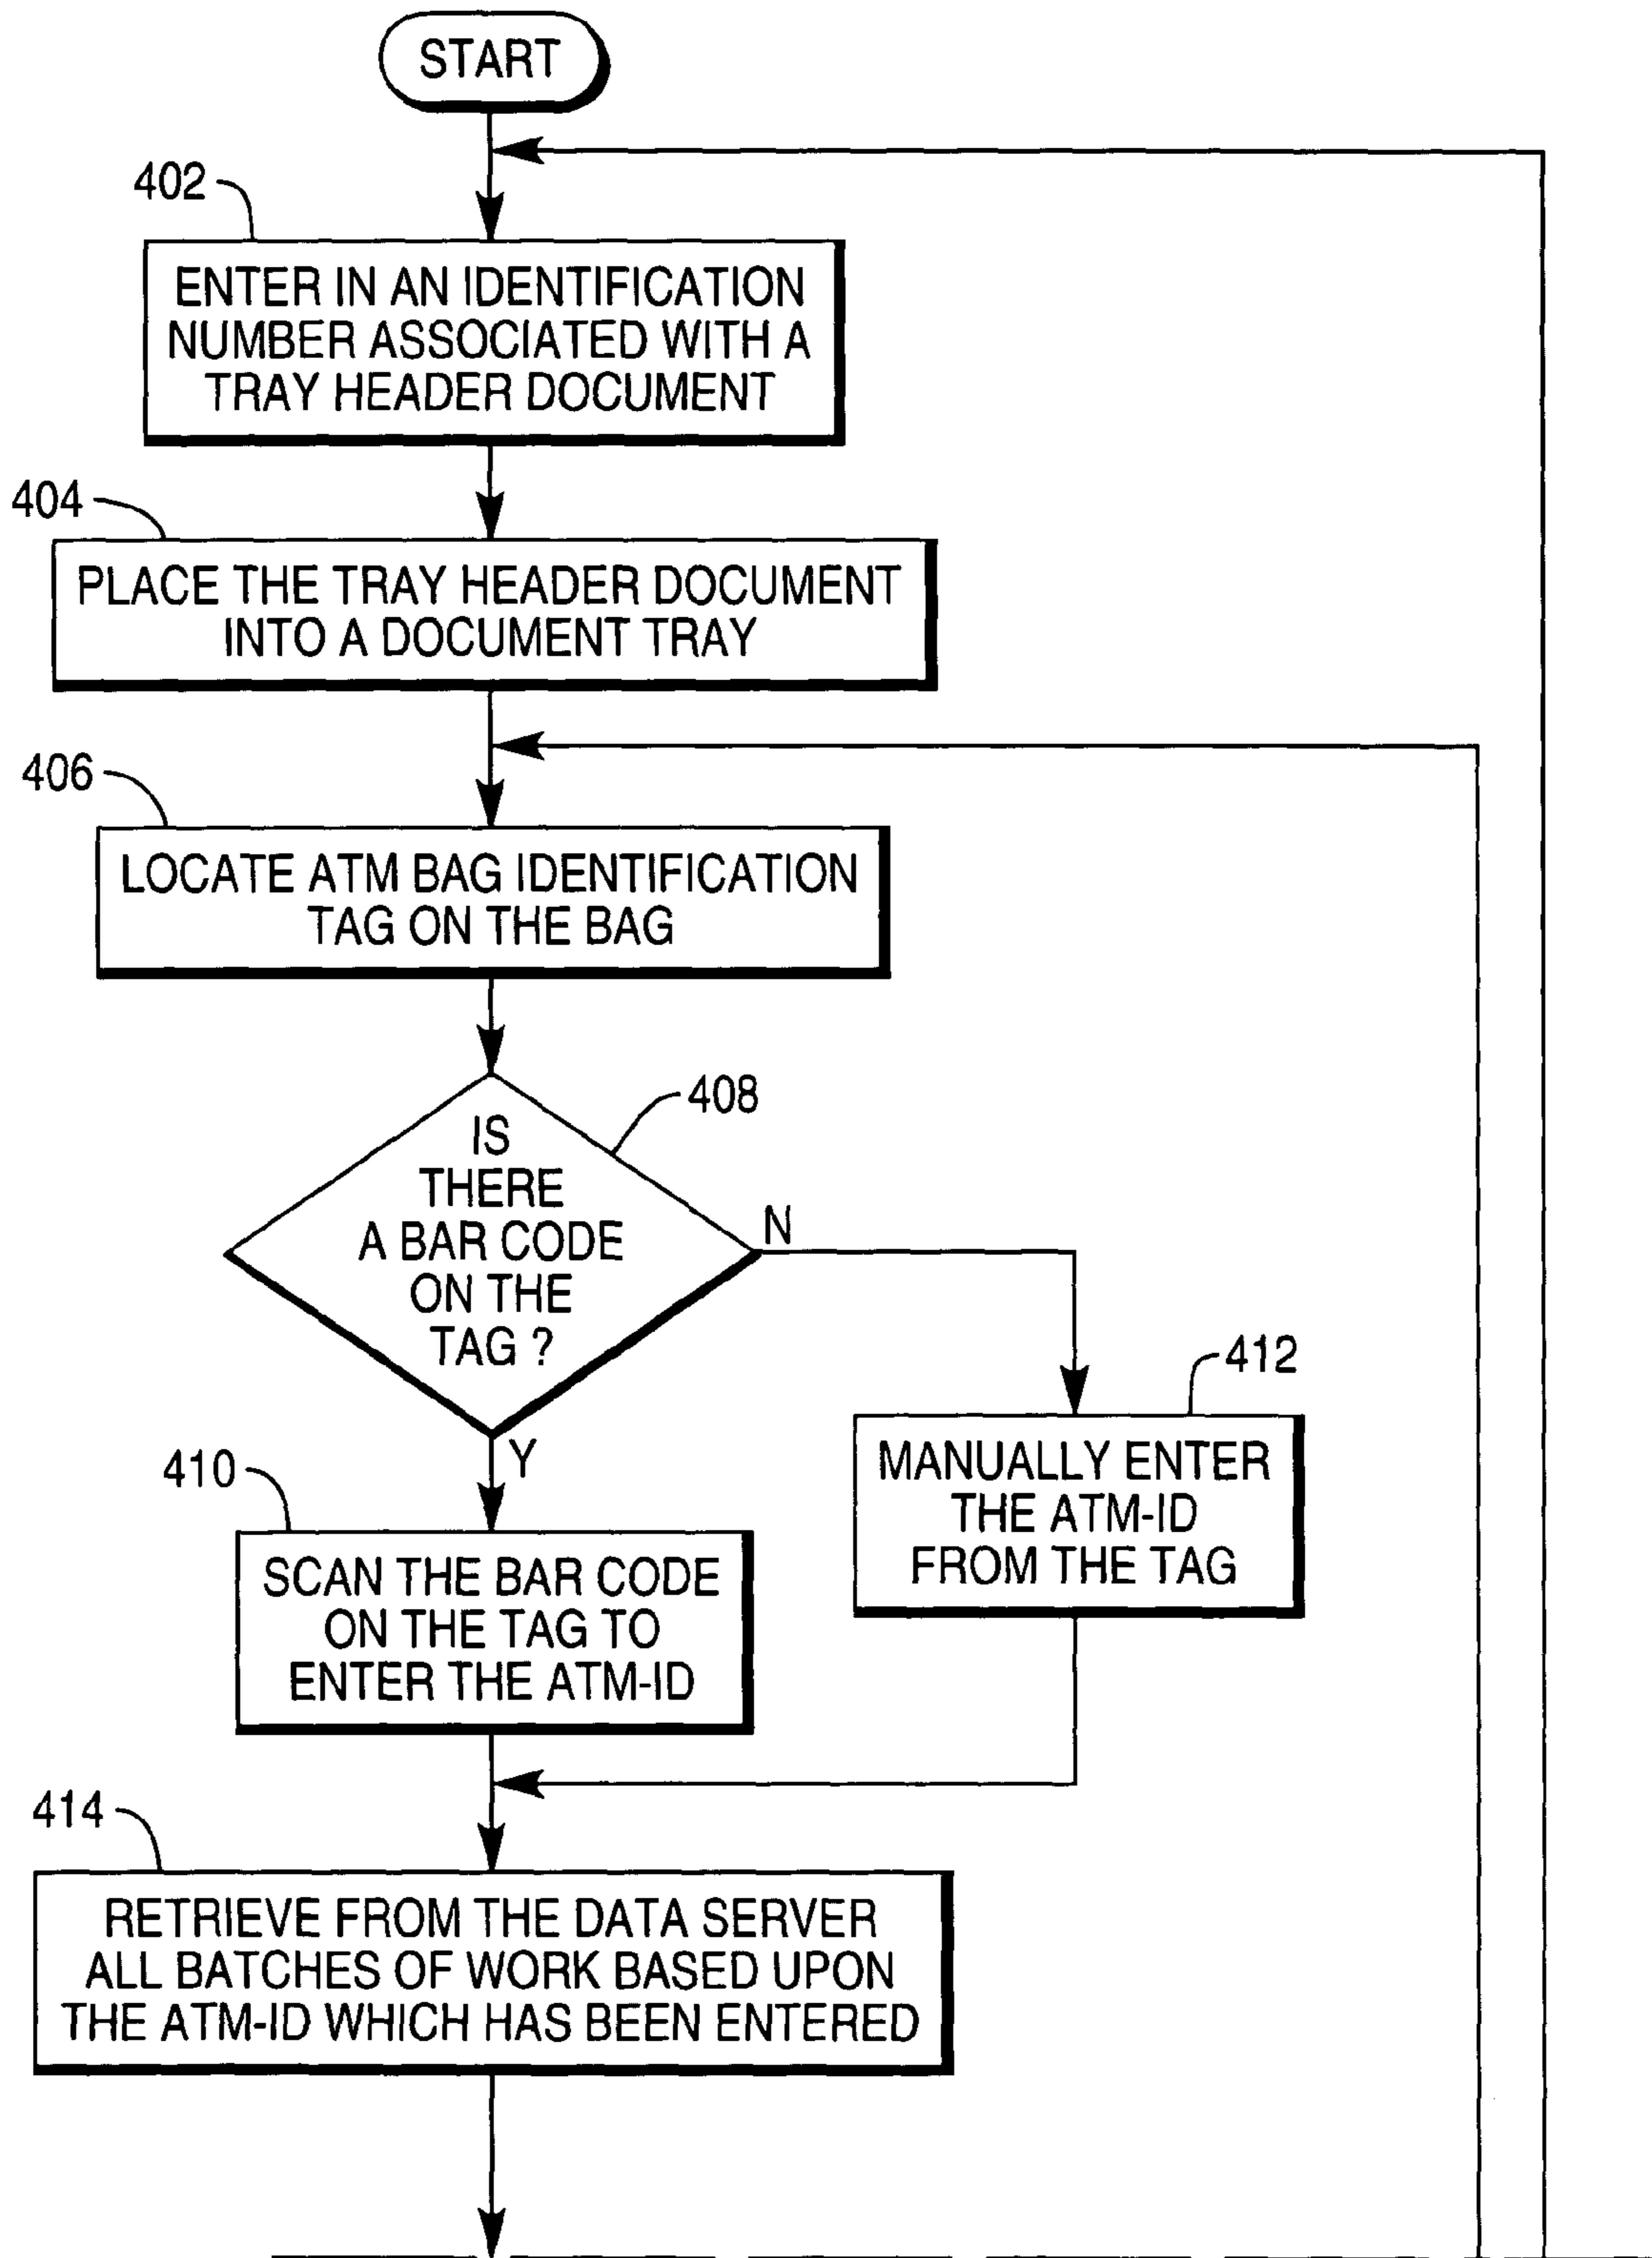 START
402
ENTER IN AN IDENTIFICATION
NUMBER ASSOCIATED WITH A
TRAY HEADER DOCUMENT
404
PLACE THE TRAY HEADER DOCUMENT
INTO A DOCUMENT TRAY
406
LOCATE ATM BAG IDENTIFICATION
TAG ON THE BAG
408
IS
THERE
A BAR CODE
ON THE
TAG ?
N
Y
412
MANUALLY ENTER
THE ATM-ID
FROM THE TAG
410
SCAN THE BAR CODE
ON THE TAG TO
ENTER THE ATM-ID
414
RETRIEVE FROM THE DATA SERVER
ALL BATCHES OF WORK BASED UPON
THE ATM-ID WHICH HAS BEEN ENTERED